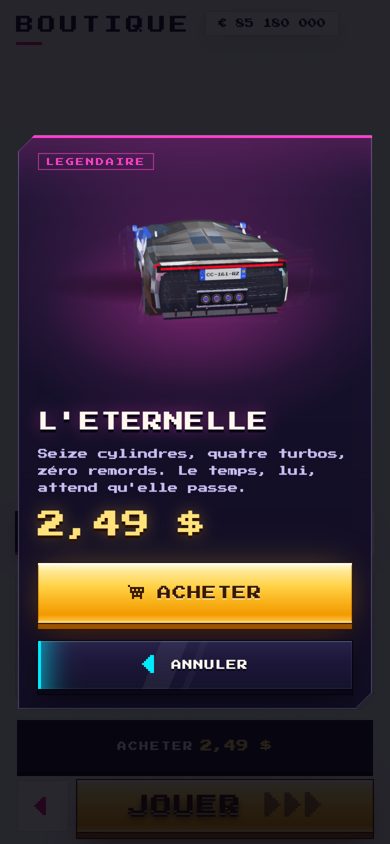 BOUTIQUE
€ 85 180 000
LEGENDAIRE
CC-161-RZ
L'ETERNELLE
Seize cylindres, quatre turbos,
zéro remords. Le temps, lui,
attend qu'elle passe.
2,49 $
ACHETER
ANNULER
ACHETER 2,49 $
JOUER